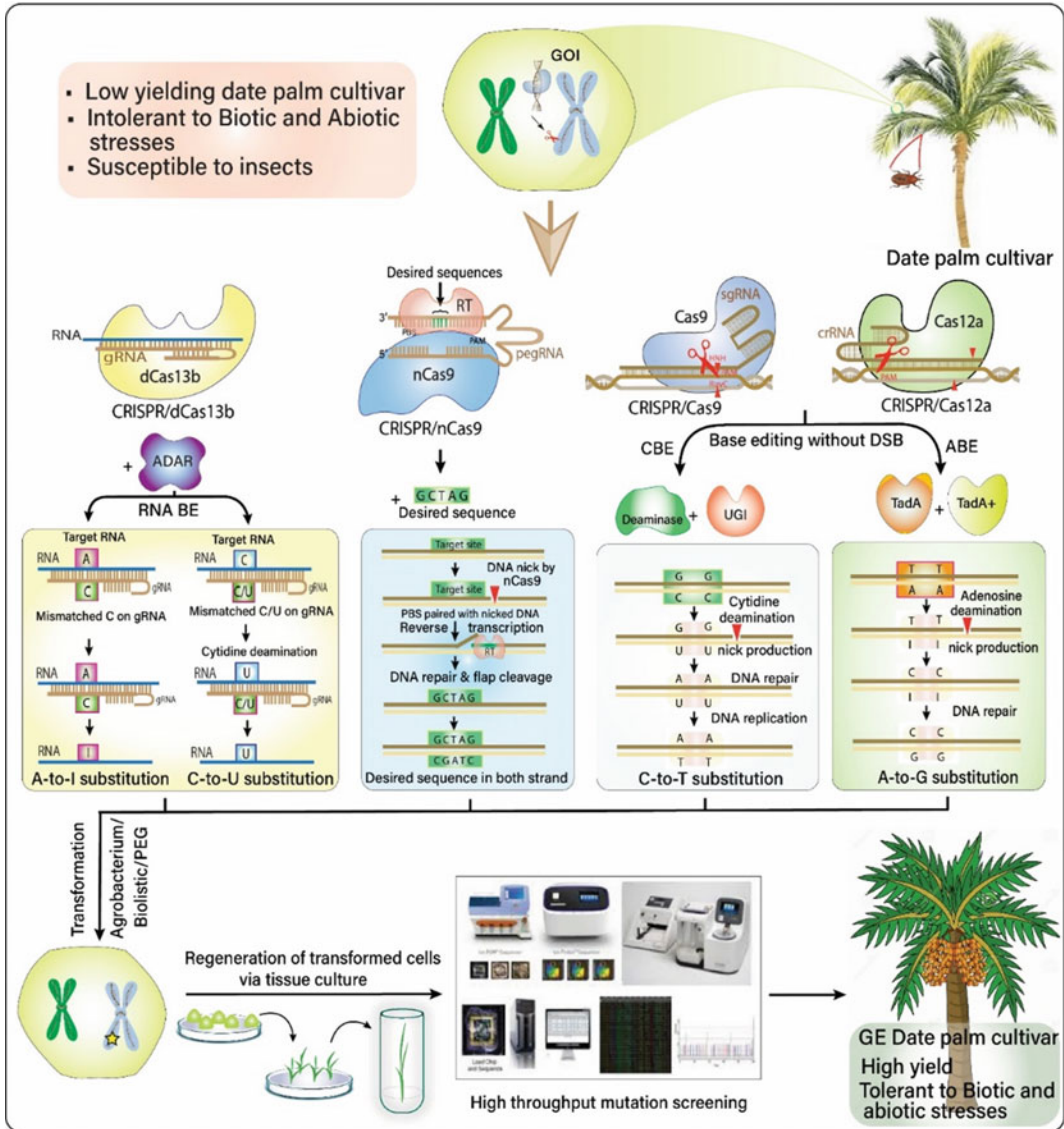 GOI
▪ Low yielding date palm cultivar
▪ Intolerant to Biotic and Abiotic
stresses
▪ Susceptible to insects
Date palm cultivar
RNA
gRNA
dCas13b
CRISPR/dCas13b
Desired sequences
RT
3'
PBS
PAM
5'
pegRNA
nCas9
CRISPR/nCas9
Cas9
sgRNA
HNH
RuvC
CRISPR/Cas9
crRNA
Cas12a
PAM
CRISPR/Cas12a
+ ADAR
RNA BE
+ GCTAG
Desired sequence
CBE
Base editing without DSB
ABE
Deaminase + UGI
TadA + TadA+
Target RNA
RNA A
gRNA
C
Mismatched C on gRNA
A
gRNA
C
RNA I
A-to-I substitution
Target RNA
RNA C
gRNA
C/U
Mismatched C/U on gRNA
Cytidine deamination
U
gRNA
C/U
RNA U
C-to-U substitution
Target site
DNA nick by
nCas9
Target site
PBS paired with nicked DNA
Reverse transcription
RT
DNA repair & flap cleavage
GCTAG
GCTAG
CGATC
Desired sequence in both strand
G G
C C
Cytidine
deamination
G G
U U
nick production
A A
U U
DNA repair
DNA replication
A A
T T
C-to-T substitution
T T
A A
Adenosine
deamination
T T
I I
nick production
C C
I I
DNA repair
C C
G G
A-to-G substitution
Transformation
Agrobacterium/
Biolistic/PEG
Regeneration of transformed cells
via tissue culture
Load Chip
High throughput mutation screening
GE Date palm cultivar
High yield
Tolerant to Biotic and
abiotic stresses